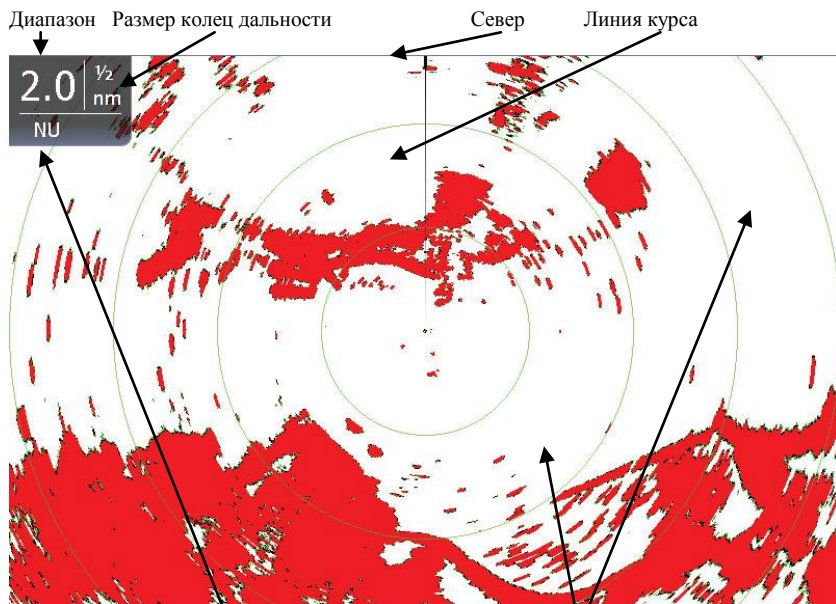 Диапазон Размер колец дальности Север Линия курса
2.0 ½ nm
NU